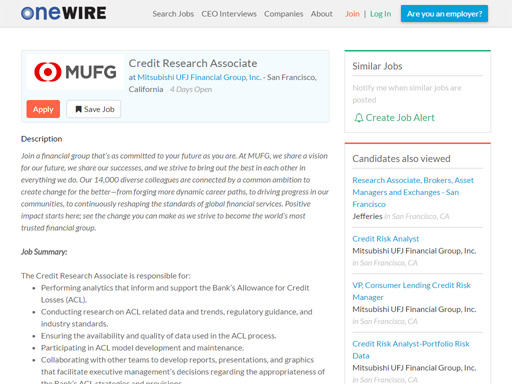 onewire
Search Jobs CEO Interviews Companies About Join | Log In Are you an employer?
MUFG
Credit Research Associate
at Mitsubishi UFJ Financial Group, Inc. - San Francisco,
California 4 Days Open
Apply Save Job
Description
Join a financial group that's as committed to your future as you are. At MUFG, we share a vision
for our future, we share our successes, and we strive to bring out the best in each other in
everything we do. Our 14,000 diverse colleagues are connected by a common ambition to
create change for the better—from forging more dynamic career paths, to driving progress in our
communities, to continuously reshaping the standards of global financial services. Positive
impact starts here; see the change you can make as we strive to become the world's most
trusted financial group.
Job Summary:
The Credit Research Associate is responsible for:
• Performing analytics that inform and support the Bank's Allowance for Credit
Losses (ACL).
• Conducting research on ACL related data and trends, regulatory guidance, and
industry standards.
• Ensuring the availability and quality of data used in the ACL process.
• Participating in ACL model development and maintenance.
• Collaborating with other teams to develop reports, presentations, and graphics
that facilitate executive management's decisions regarding the appropriateness of
the Bank's ACL strategies and provisions.
Similar Jobs
Notify me when similar jobs are
posted
Create Job Alert
Candidates also viewed
Research Associate, Brokers, Asset
Managers and Exchanges - San
Francisco
Jefferies in San Francisco, CA
Credit Risk Analyst
Mitsubishi UFJ Financial Group, Inc.
in San Francisco, CA
VP, Consumer Lending Credit Risk
Manager
Mitsubishi UFJ Financial Group, Inc.
in San Francisco, CA
Credit Risk Analyst-Portfolio Risk
Data
Mitsubishi UFJ Financial Group, Inc.